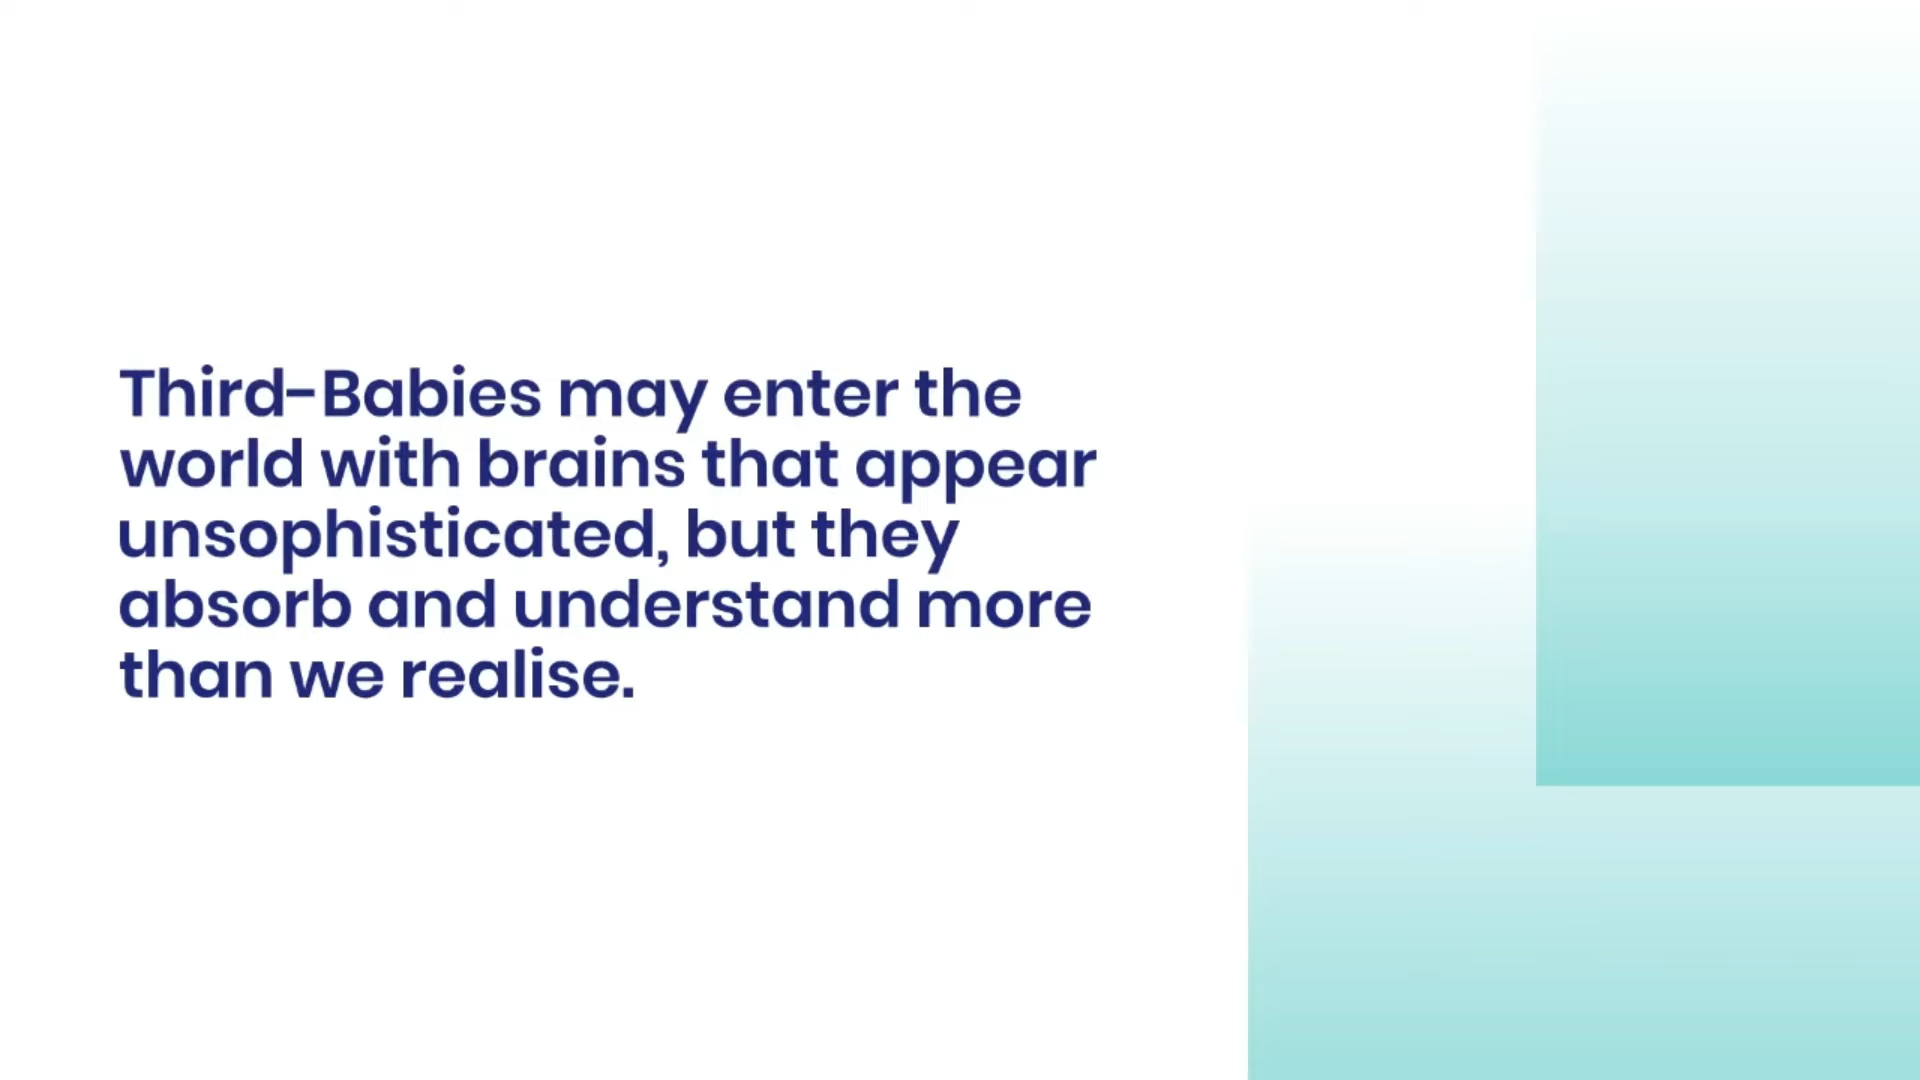 Third-Babies may enter the
world with brains that appear
unsophisticated, but they
absorb and understand more
than we realise.